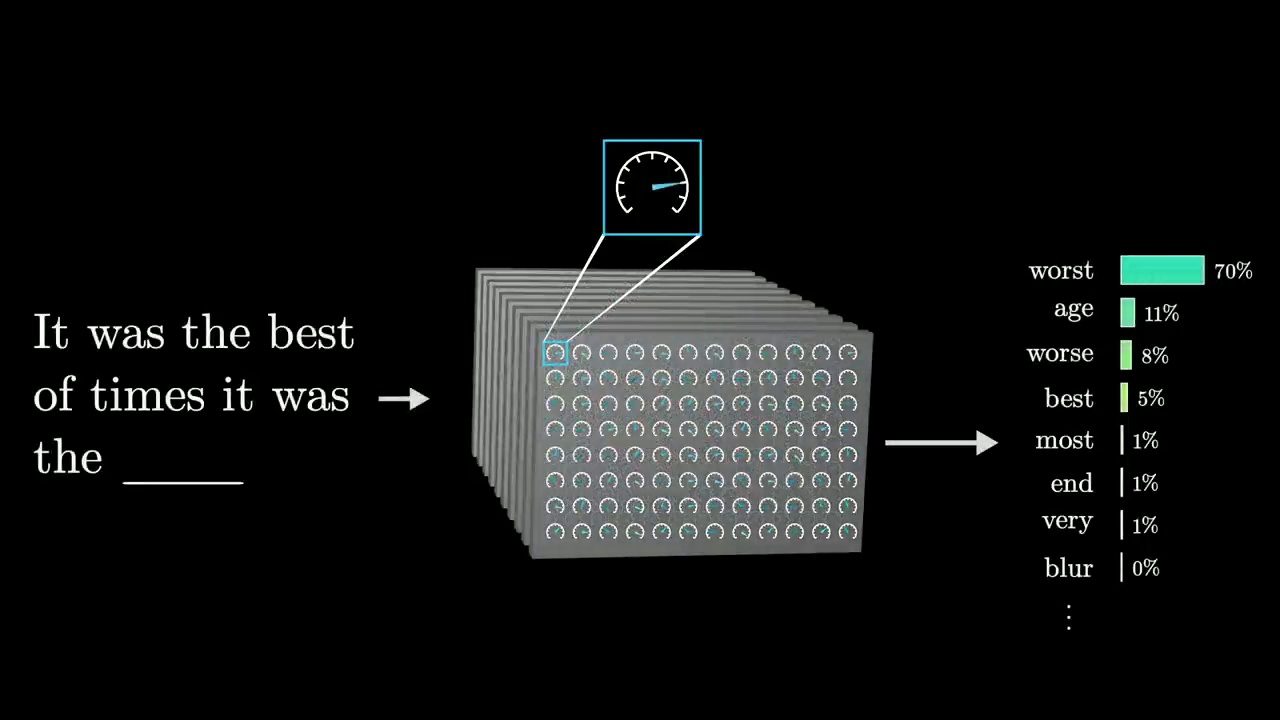 It was the best
of times it was
the ______
worst 70%
age 11%
worse 8%
best 5%
most 1%
end 1%
very 1%
blur 0%
⋮